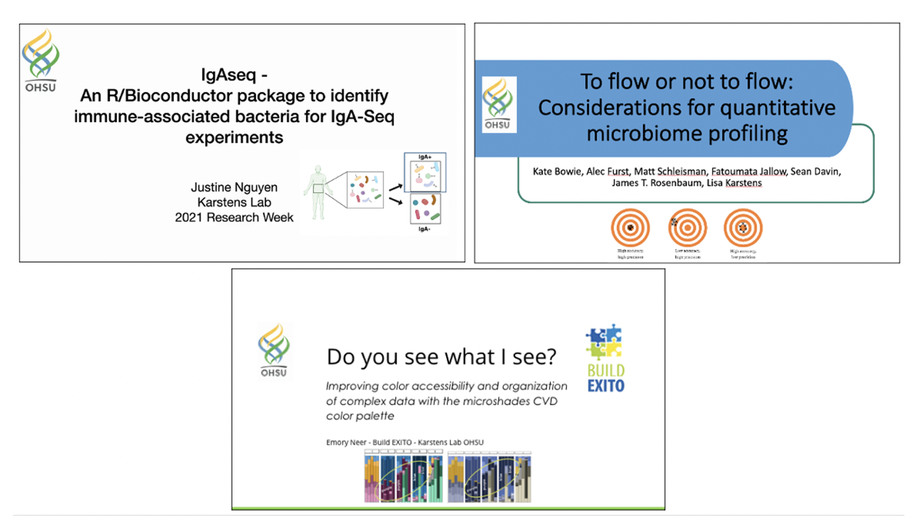 OHSU
IgAseq -
An R/Bioconductor package to identify
immune-associated bacteria for IgA-Seq
experiments
Justine Nguyen
Karstens Lab
2021 Research Week
IgA+
IgA-
OHSU
To flow or not to flow:
Considerations for quantitative
microbiome profiling
Kate Bowie, Alec Furst, Matt Schleisman, Fatoumata Jallow, Sean Davin,
James T. Rosenbaum, Lisa Karstens
High accuracy,
high precision
Low accuracy,
high precision
High accuracy,
low precision
OHSU
BUILD
EXITO
Do you see what I see?
Improving color accessibility and organization
of complex data with the microshades CVD
color palette
Emory Neer - Build EXITO - Karstens Lab OHSU